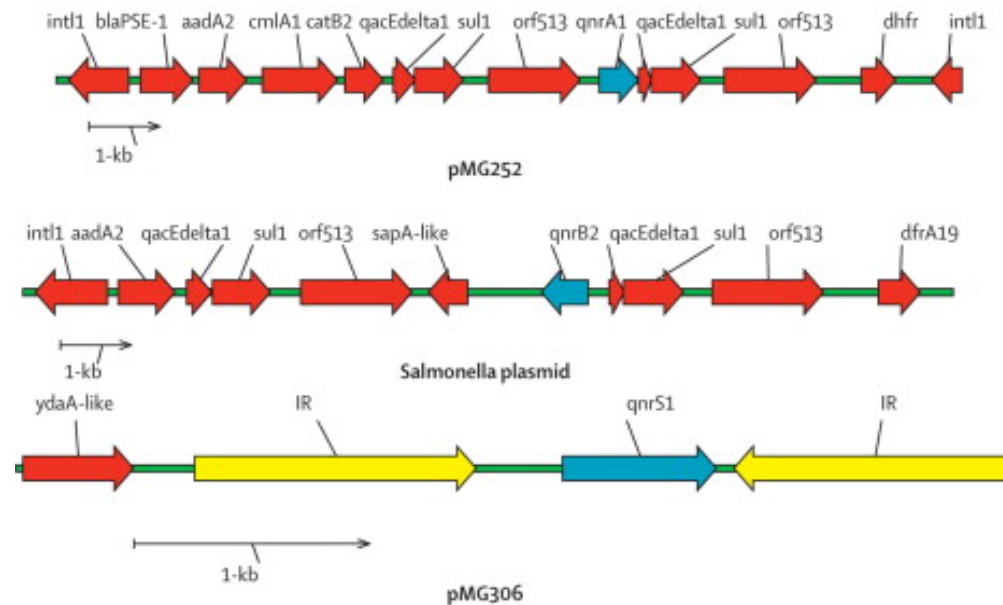 intI1 blaPSE-1 aadA2 cmlA1 catB2 qacEdelta1 sul1 orf513 qnrA1 qacEdelta1 sul1 orf513 dhfr intI1
1-kb
pMG252
intI1 aadA2 qacEdelta1 sul1 orf513 sapA-like qnrB2 qacEdelta1 sul1 orf513 dfrA19
1-kb
Salmonella plasmid
ydaA-like IR qnrS1 IR
1-kb
pMG306